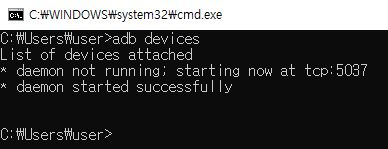 C:₩WINDOWS₩system32₩cmd.exe
C:₩Users₩user>adb devices
List of devices attached
* daemon not running; starting now at tcp:5037
* daemon started successfully
C:₩Users₩user>